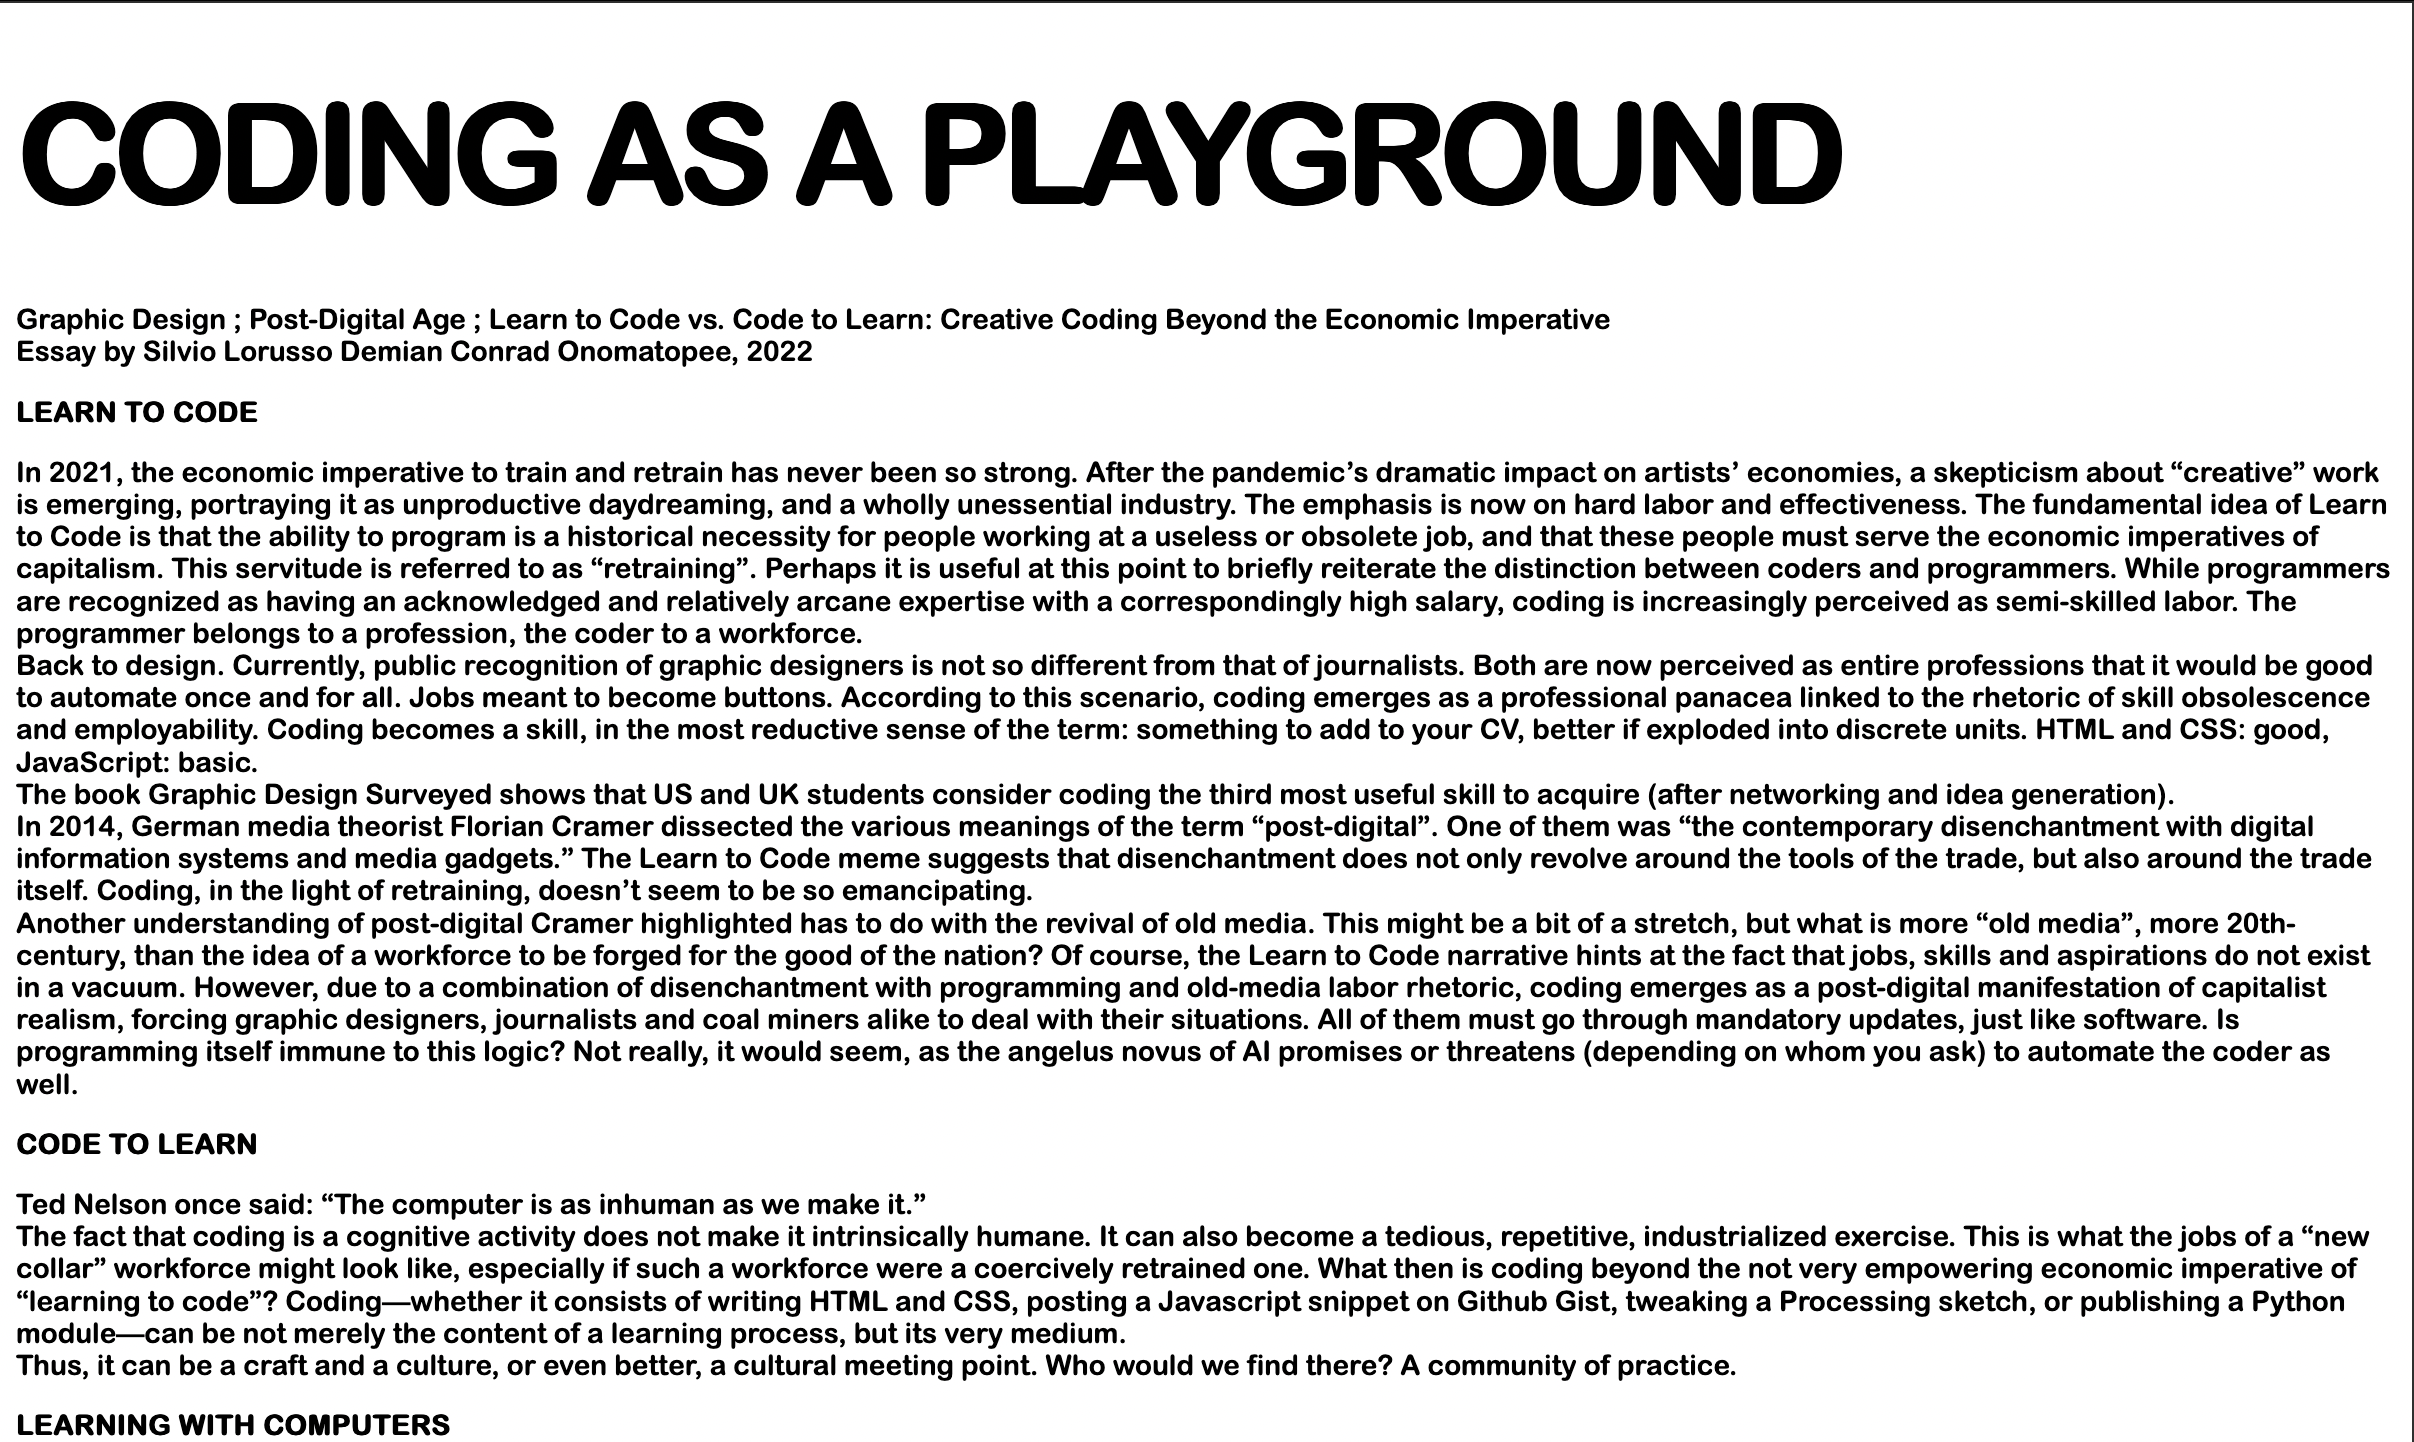 CODING AS A PLAYGROUND
Graphic Design ; Post-Digital Age ; Learn to Code vs. Code to Learn: Creative Coding Beyond the Economic Imperative
Essay by Silvio Lorusso Demian Conrad Onomatopee, 2022
LEARN TO CODE
In 2021, the economic imperative to train and retrain has never been so strong. After the pandemic’s dramatic impact on artists’ economies, a skepticism about “creative” work
is emerging, portraying it as unproductive daydreaming, and a wholly unessential industry. The emphasis is now on hard labor and effectiveness. The fundamental idea of Learn
to Code is that the ability to program is a historical necessity for people working at a useless or obsolete job, and that these people must serve the economic imperatives of
capitalism. This servitude is referred to as “retraining”. Perhaps it is useful at this point to briefly reiterate the distinction between coders and programmers. While programmers
are recognized as having an acknowledged and relatively arcane expertise with a correspondingly high salary, coding is increasingly perceived as semi-skilled labor. The
programmer belongs to a profession, the coder to a workforce.
Back to design. Currently, public recognition of graphic designers is not so different from that of journalists. Both are now perceived as entire professions that it would be good
to automate once and for all. Jobs meant to become buttons. According to this scenario, coding emerges as a professional panacea linked to the rhetoric of skill obsolescence
and employability. Coding becomes a skill, in the most reductive sense of the term: something to add to your CV, better if exploded into discrete units. HTML and CSS: good,
JavaScript: basic.
The book Graphic Design Surveyed shows that US and UK students consider coding the third most useful skill to acquire (after networking and idea generation).
In 2014, German media theorist Florian Cramer dissected the various meanings of the term “post-digital”. One of them was “the contemporary disenchantment with digital
information systems and media gadgets.” The Learn to Code meme suggests that disenchantment does not only revolve around the tools of the trade, but also around the trade
itself. Coding, in the light of retraining, doesn’t seem to be so emancipating.
Another understanding of post-digital Cramer highlighted has to do with the revival of old media. This might be a bit of a stretch, but what is more “old media”, more 20th-
century, than the idea of a workforce to be forged for the good of the nation? Of course, the Learn to Code narrative hints at the fact that jobs, skills and aspirations do not exist
in a vacuum. However, due to a combination of disenchantment with programming and old-media labor rhetoric, coding emerges as a post-digital manifestation of capitalist
realism, forcing graphic designers, journalists and coal miners alike to deal with their situations. All of them must go through mandatory updates, just like software. Is
programming itself immune to this logic? Not really, it would seem, as the angelus novus of AI promises or threatens (depending on whom you ask) to automate the coder as
well.
CODE TO LEARN
Ted Nelson once said: “The computer is as inhuman as we make it.”
The fact that coding is a cognitive activity does not make it intrinsically humane. It can also become a tedious, repetitive, industrialized exercise. This is what the jobs of a “new
collar” workforce might look like, especially if such a workforce were a coercively retrained one. What then is coding beyond the not very empowering economic imperative of
“learning to code”? Coding—whether it consists of writing HTML and CSS, posting a Javascript snippet on Github Gist, tweaking a Processing sketch, or publishing a Python
module—can be not merely the content of a learning process, but its very medium.
Thus, it can be a craft and a culture, or even better, a cultural meeting point. Who would we find there? A community of practice.
LEARNING WITH COMPUTERS